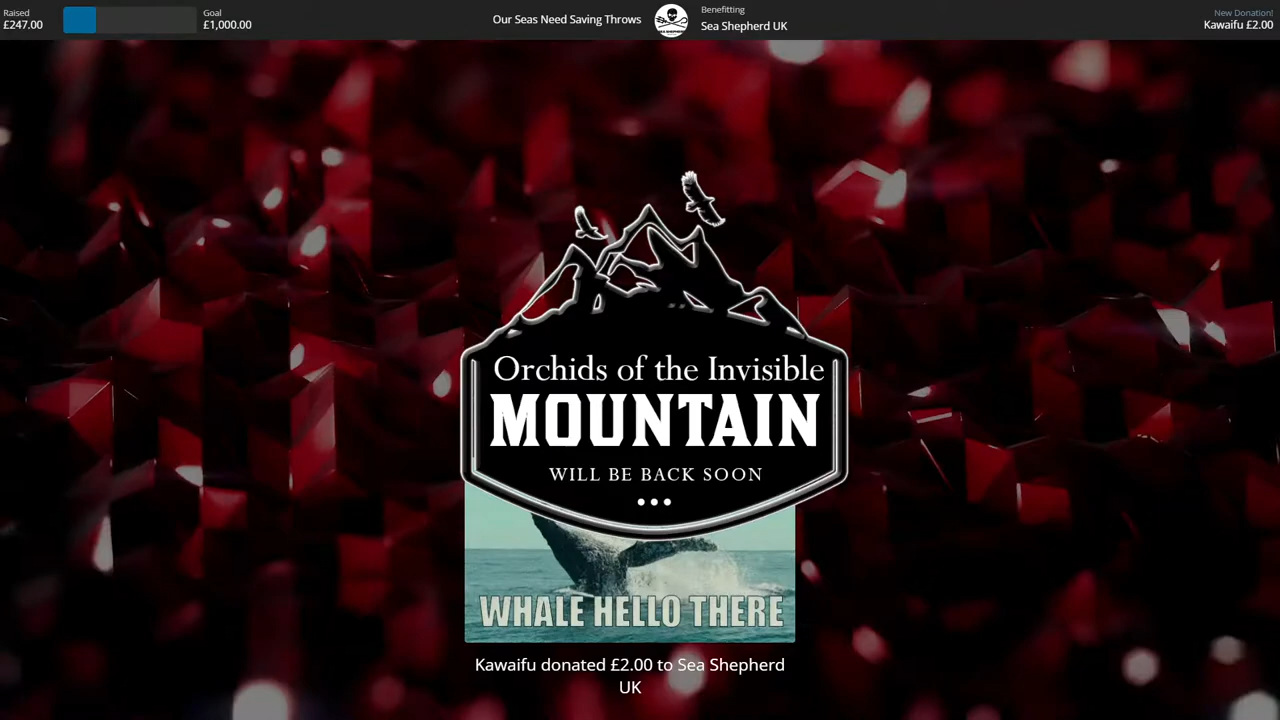 Raised
£247.00
Goal
£1,000.00
Our Seas Need Saving Throws
SEA SHEPHERD
Benefitting
Sea Shepherd UK
New Donation!
Kawaifu £2.00
Orchids of the Invisible
MOUNTAIN
WILL BE BACK SOON
...
WHALE HELLO THERE
Kawaifu donated £2.00 to Sea Shepherd
UK